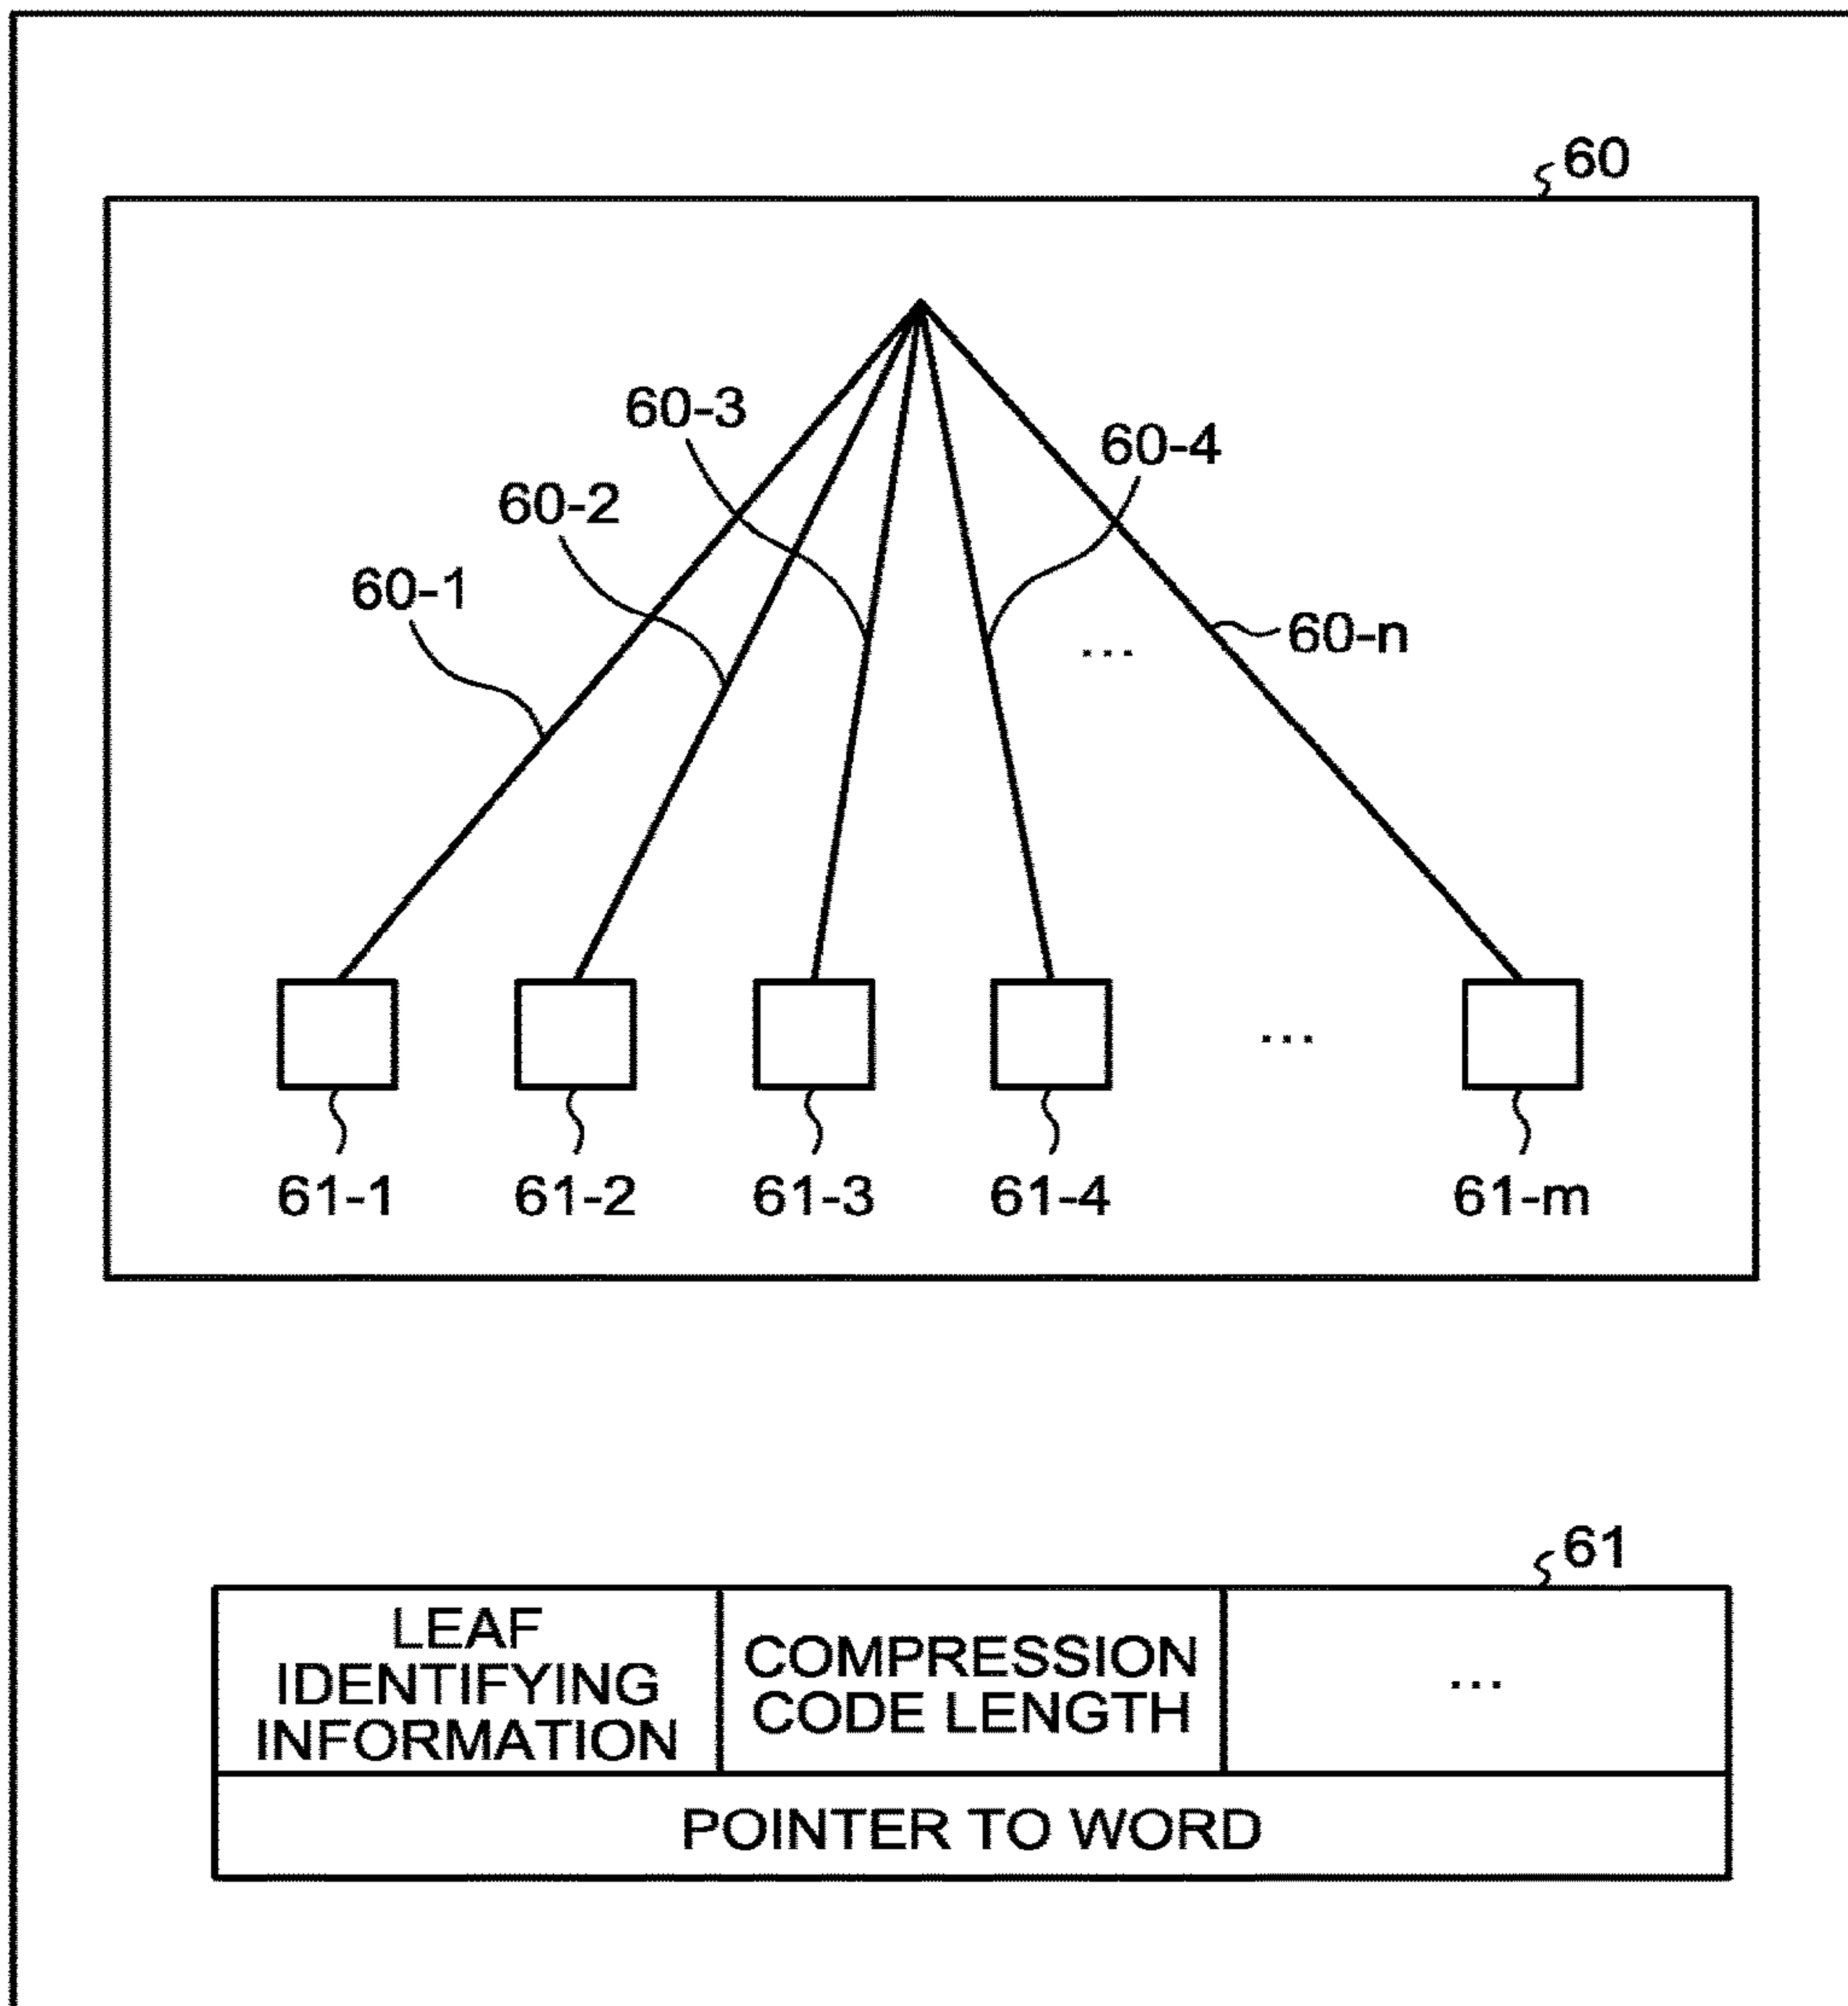 60
60-3
60-4
60-2
60-1
60-n
...
...
61-1 61-2 61-3 61-4 61-m
61
LEAF
IDENTIFYING
INFORMATION
COMPRESSION
CODE LENGTH
...
POINTER TO WORD